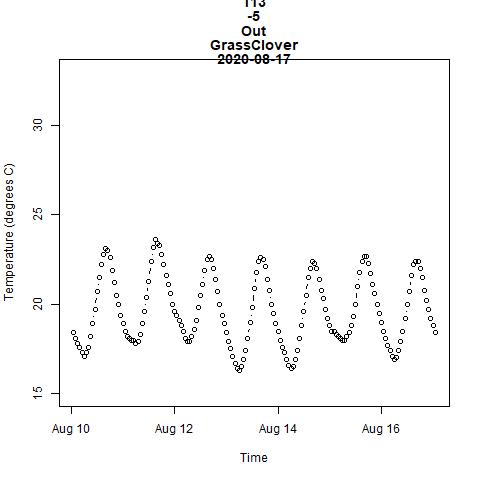 113
-5
Out
GrassClover
2020-08-17
Temperature (degrees C)
30
25
20
15
Aug 10
Aug 12
Aug 14
Aug 16
Time